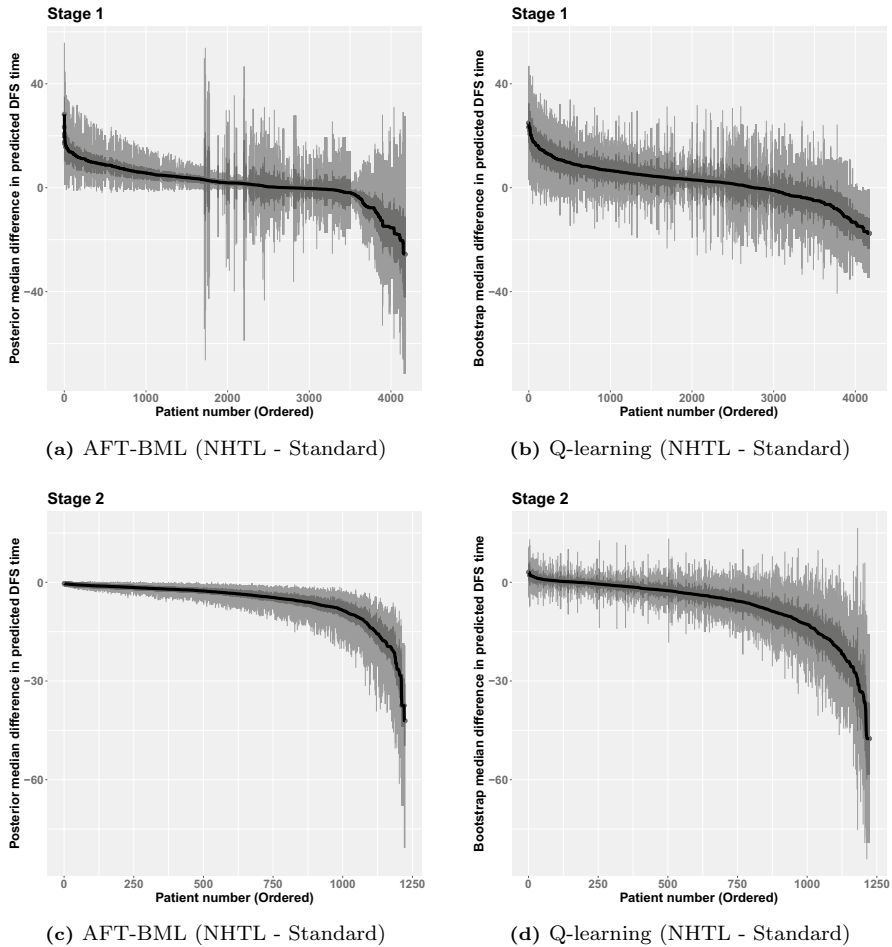 Stage 1
Posterior median difference in predicted DFS time
40
0
−40
0
1000
2000
3000
4000
Patient number (Ordered)
(a) AFT-BML (NHTL - Standard)
Stage 1
Bootstrap median difference in predicted DFS time
40
0
−40
0
1000
2000
3000
4000
Patient number (Ordered)
(b) Q-learning (NHTL - Standard)
Stage 2
Posterior median difference in predicted DFS time
0
−30
−60
0
250
500
750
1000
1250
Patient number (Ordered)
(c) AFT-BML (NHTL - Standard)
Stage 2
Bootstrap median difference in predicted DFS time
0
−30
−60
0
250
500
750
1000
1250
Patient number (Ordered)
(d) Q-learning (NHTL - Standard)